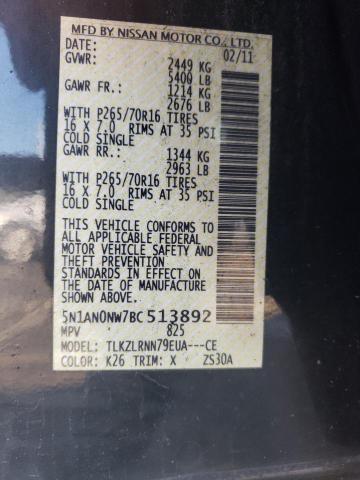 MFD BY NISSAN MOTOR CO., LTD.
DATE: 02/11
GVWR: 2449 KG
5400 LB
GAWR FR.: 1214 KG
2676 LB
WITH P265/70R16 TIRES
16 X 7.0 RIMS AT 35 PSI
COLD SINGLE
GAWR RR.: 1344 KG
2963 LB
WITH P265/70R16 TIRES
16 X 7.0 RIMS AT 35 PSI
COLD SINGLE
THIS VEHICLE CONFORMS TO
ALL APPLICABLE FEDERAL
MOTOR VEHICLE SAFETY AND
THEFT PREVENTION
STANDARDS IN EFFECT ON
THE DATE OF MANUFACTURE
SHOWN ABOVE.
5N1AN0NW7BC513892
MPV 825
MODEL: TLKZLRNN79EUA---CE
COLOR: K26 TRIM: X ZS30A